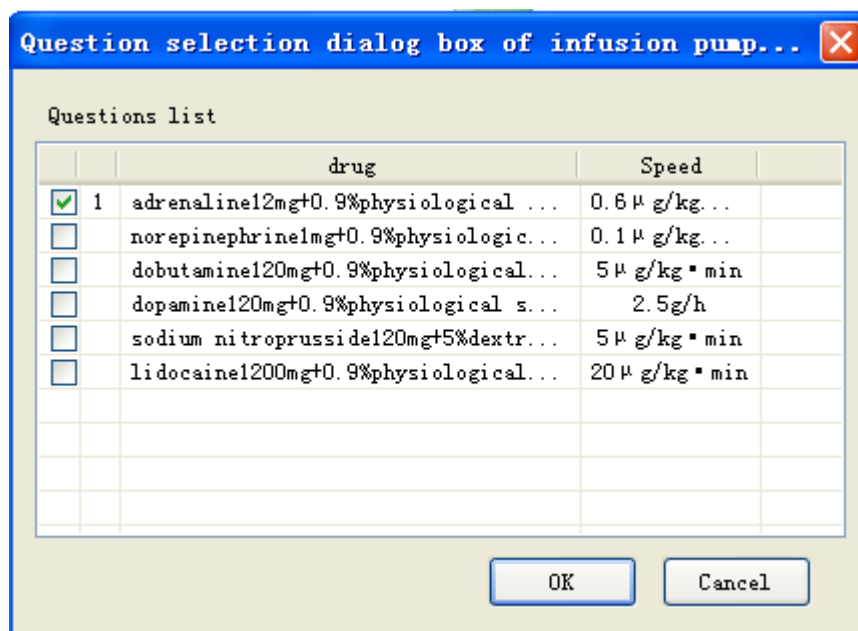 Question selection dialog box of infusion pump...
Questions list
drug Speed
1 adrenaline12mg+0.9%physiological ... 0.6μg/kg...
norepinephrine1mg+0.9%physiologic... 0.1μg/kg...
dobutamine120mg+0.9%physiological... 5μg/kg▪min
dopamine120mg+0.9%physiological s... 2.5g/h
sodium nitroprusside120mg+5%dextr... 5μg/kg▪min
lidocaine1200mg+0.9%physiological... 20μg/kg▪min
OK Cancel